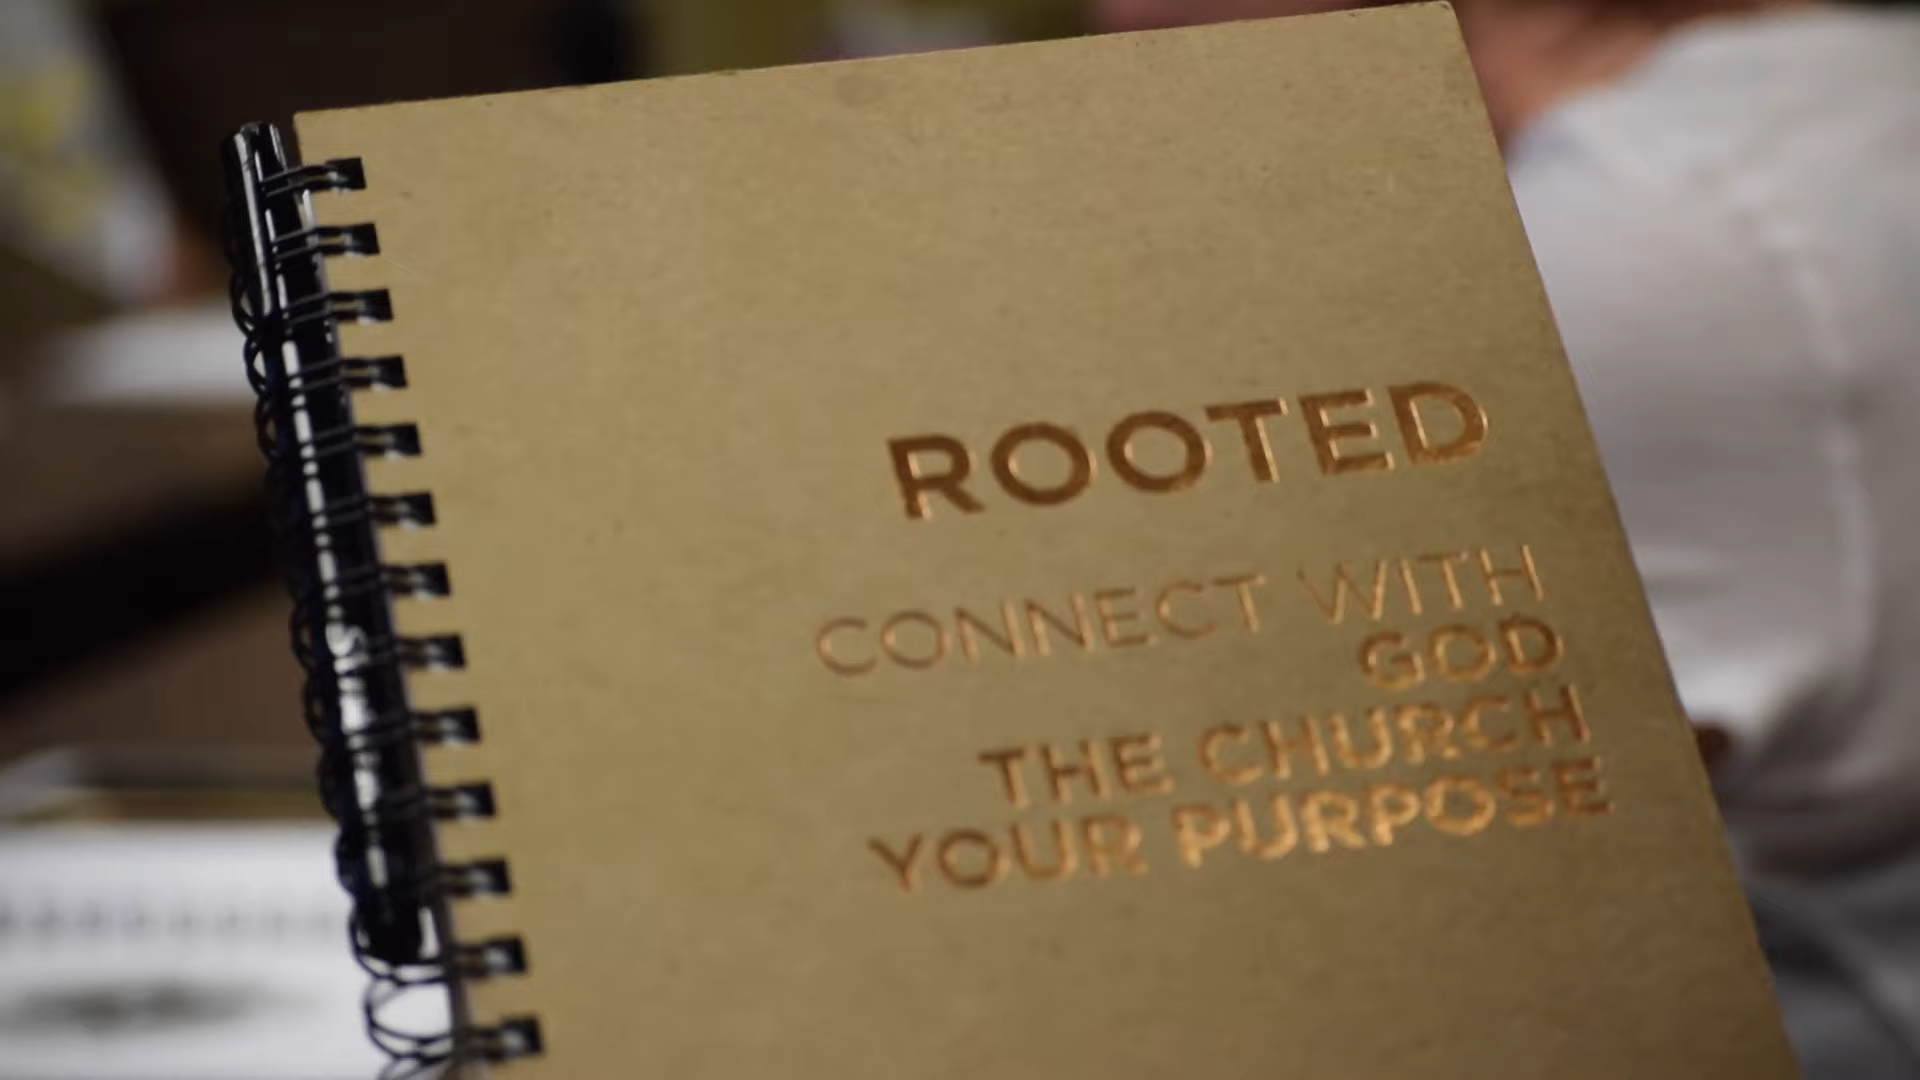 ROOTED
CONNECT WITH
GOD
THE CHURCH
YOUR PURPOSE